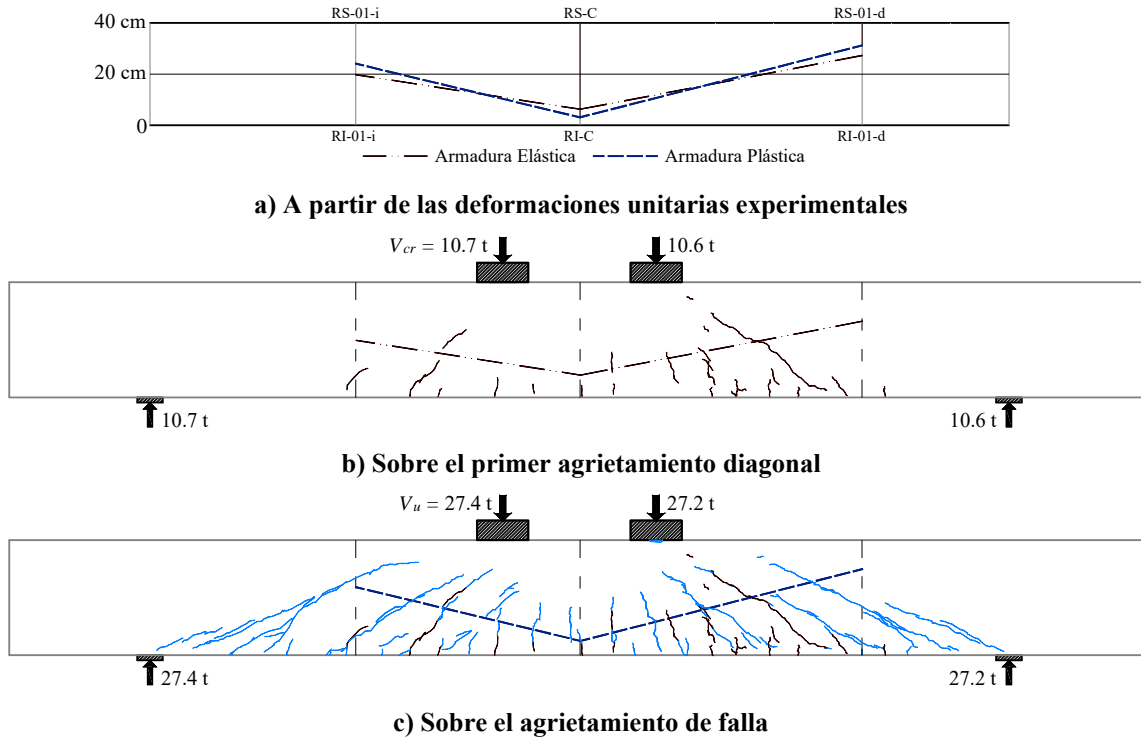 RS-01-i RS-C RS-01-d
40 cm
20 cm
0
RI-01-i RI-C RI-01-d
Armadura Elástica Armadura Plástica
a) A partir de las deformaciones unitarias experimentales
Vcr = 10.7 t 10.6 t
10.7 t 10.6 t
b) Sobre el primer agrietamiento diagonal
Vu = 27.4 t 27.2 t
27.4 t 27.2 t
c) Sobre el agrietamiento de falla